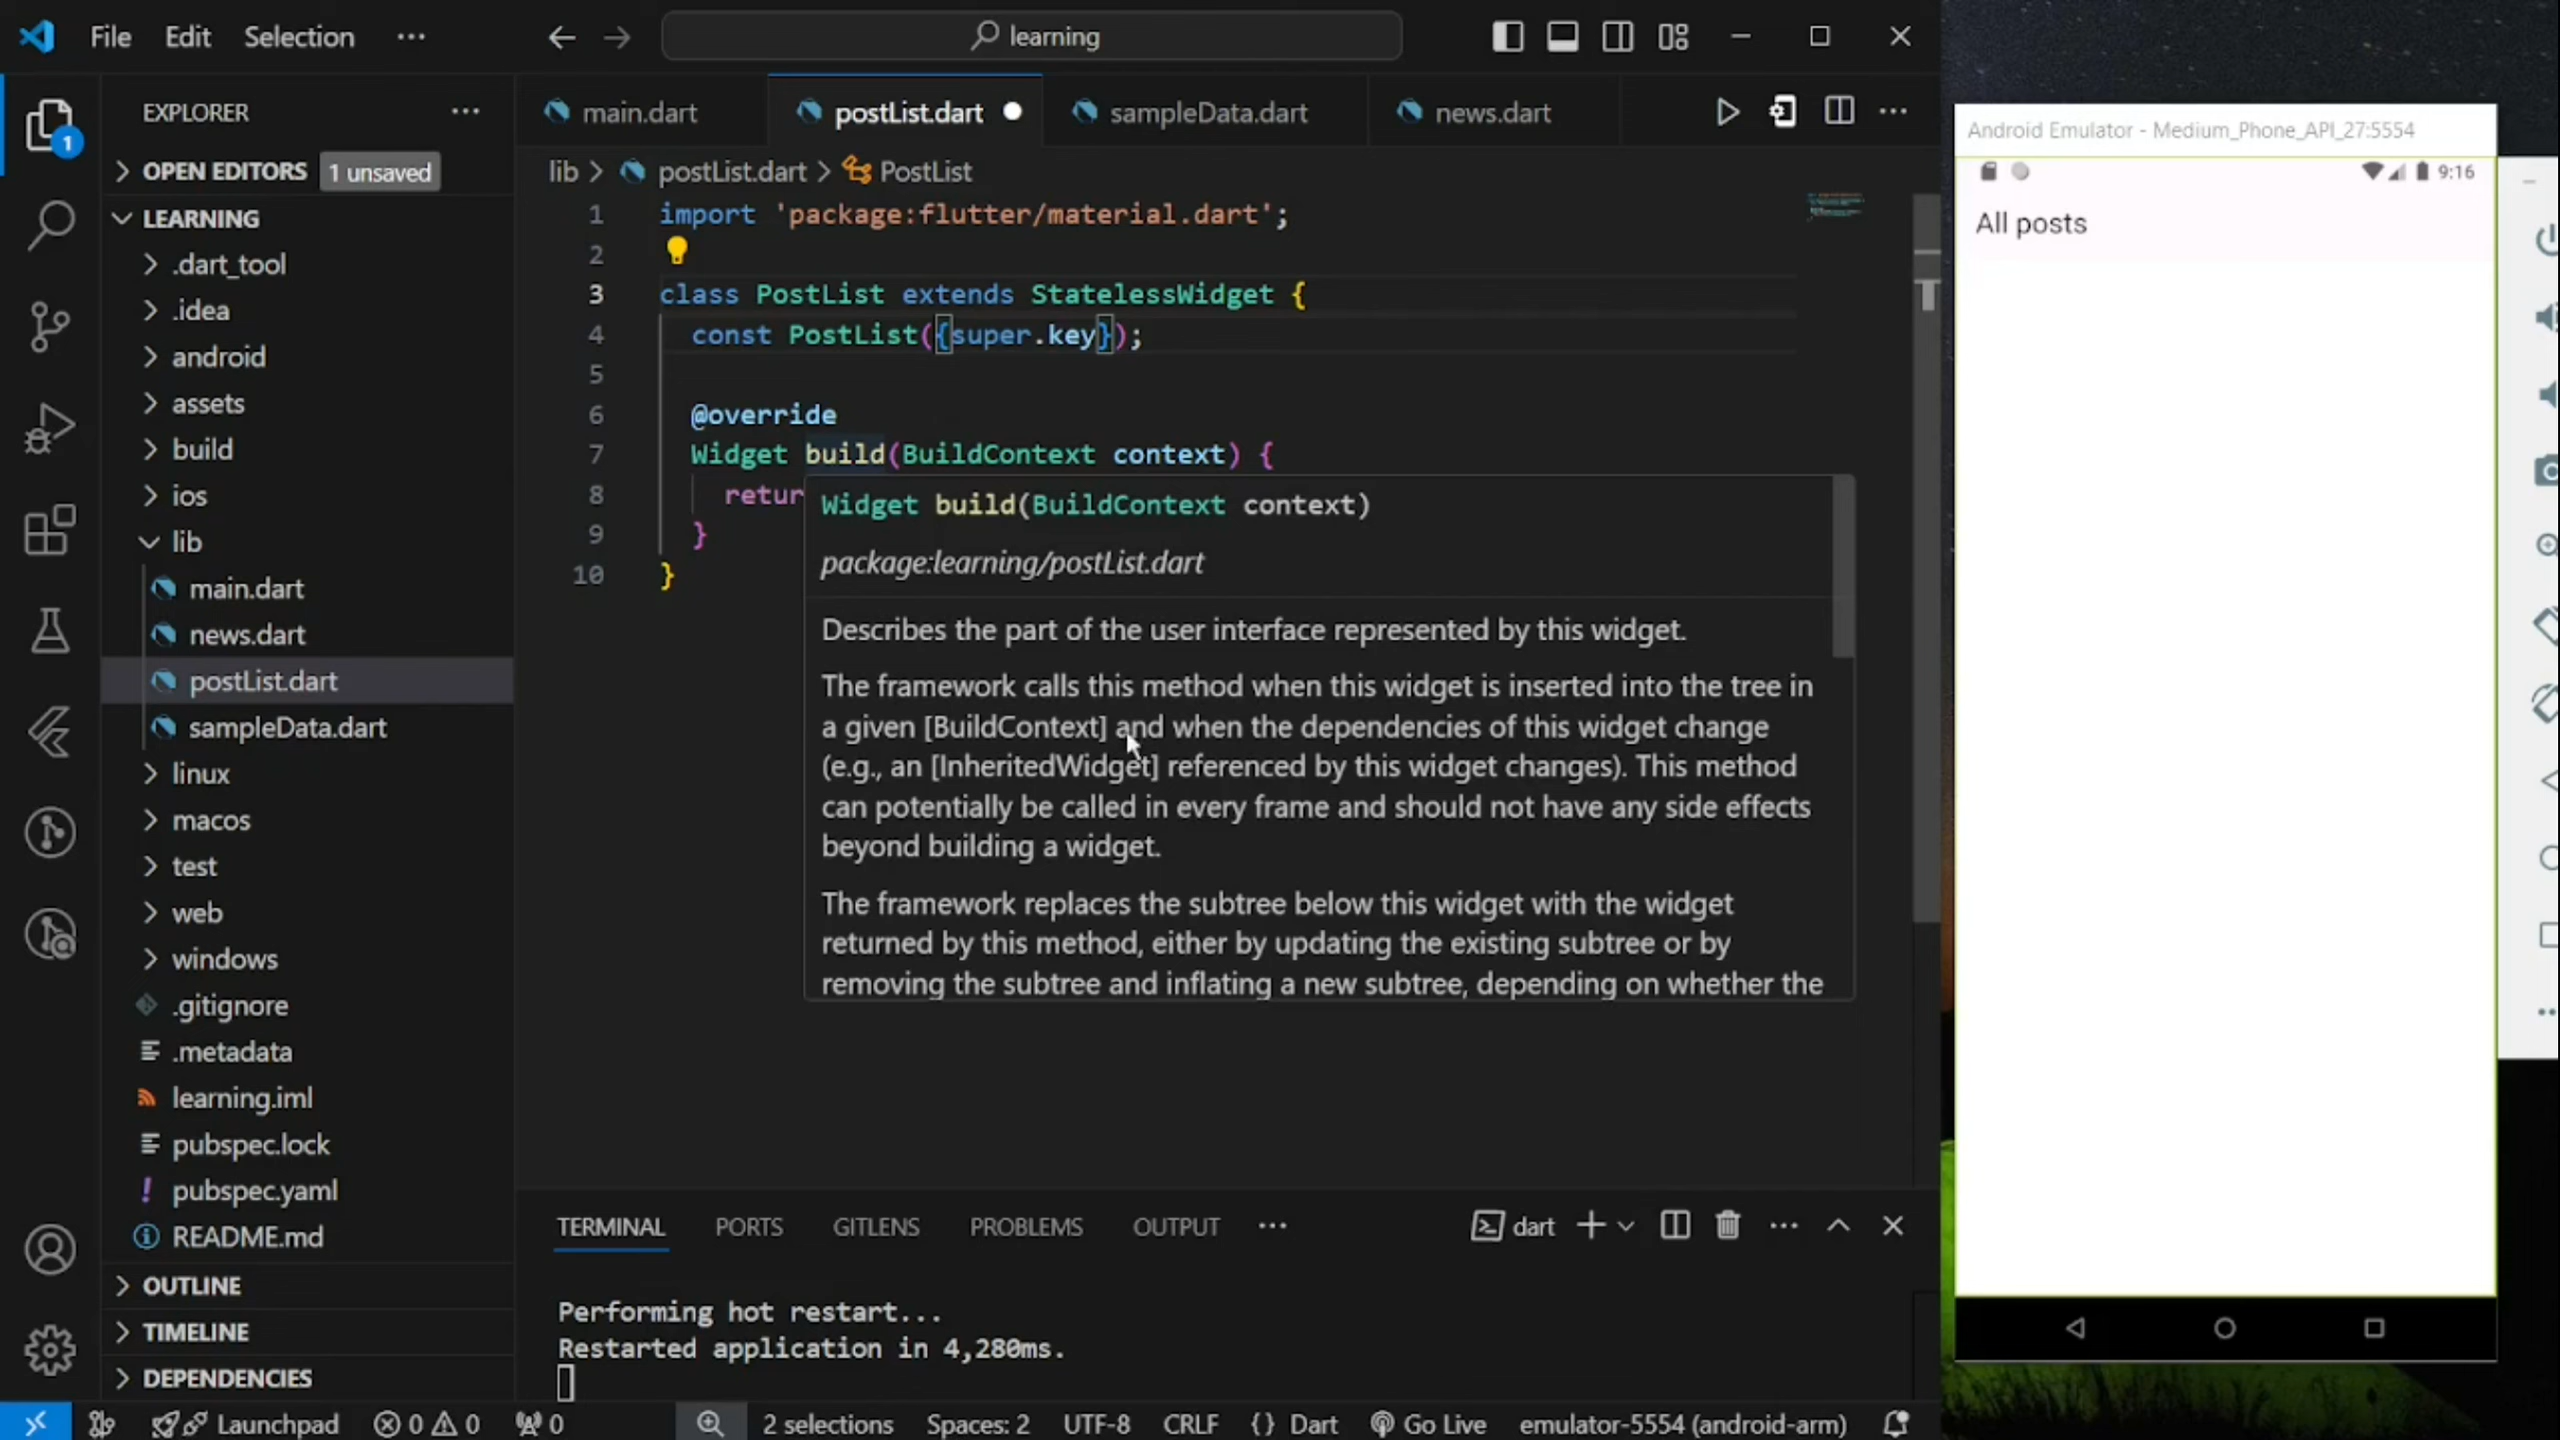 File Edit Selection ...
learning
EXPLORER
OPEN EDITORS 1 unsaved
LEARNING
.dart_tool
.idea
android
assets
build
ios
lib
main.dart
news.dart
postList.dart
sampleData.dart
linux
macos
test
web
windows
.gitignore
.metadata
learning.iml
pubspec.lock
pubspec.yaml
README.md
OUTLINE
TIMELINE
DEPENDENCIES
main.dart postList.dart sampleData.dart news.dart
lib > postList.dart > PostList
1 import 'package:flutter/material.dart';
2
3 class PostList extends StatelessWidget {
4 const PostList({super.key});
5
6 @override
7 Widget build(BuildContext context) {
8 retur
9 }
10 }
Widget build(BuildContext context)
package:learning/postList.dart
Describes the part of the user interface represented by this widget.
The framework calls this method when this widget is inserted into the tree in
a given [BuildContext] and when the dependencies of this widget change
(e.g., an [InheritedWidget] referenced by this widget changes). This method
can potentially be called in every frame and should not have any side effects
beyond building a widget.
The framework replaces the subtree below this widget with the widget
returned by this method, either by updating the existing subtree or by
removing the subtree and inflating a new subtree, depending on whether the
TERMINAL PORTS GITLENS PROBLEMS OUTPUT ... dart
Performing hot restart...
Restarted application in 4,280ms.
Launchpad 0 0 0 2 selections Spaces: 2 UTF-8 CRLF {} Dart Go Live emulator-5554 (android-arm)
Android Emulator - Medium_Phone_API_27:5554
9:16
All posts
1